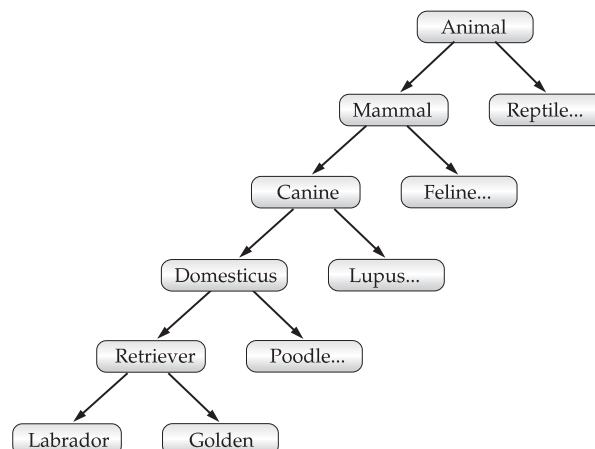 Animal
Mammal
Reptile...
Canine
Feline...
Domesticus
Lupus...
Retriever
Poodle...
Labrador
Golden